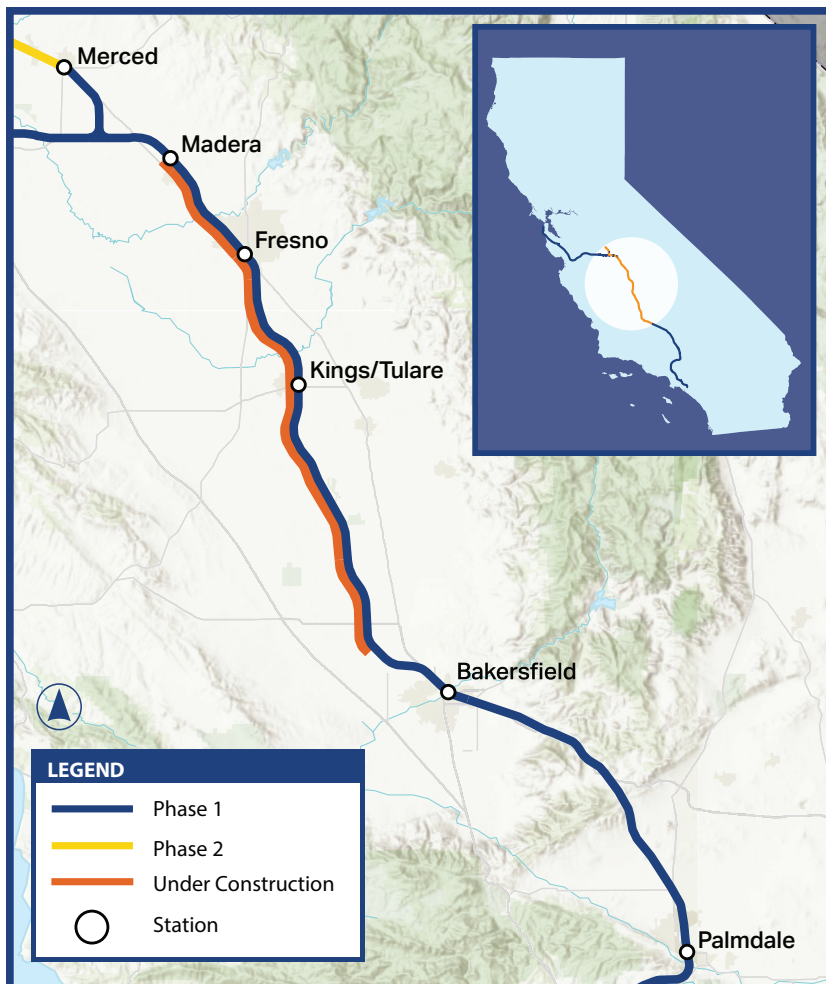 Merced
Madera
Fresno
Kings/Tulare
Bakersfield
LEGEND
Phase 1
Phase 2
Under Construction
Station
Palmdale